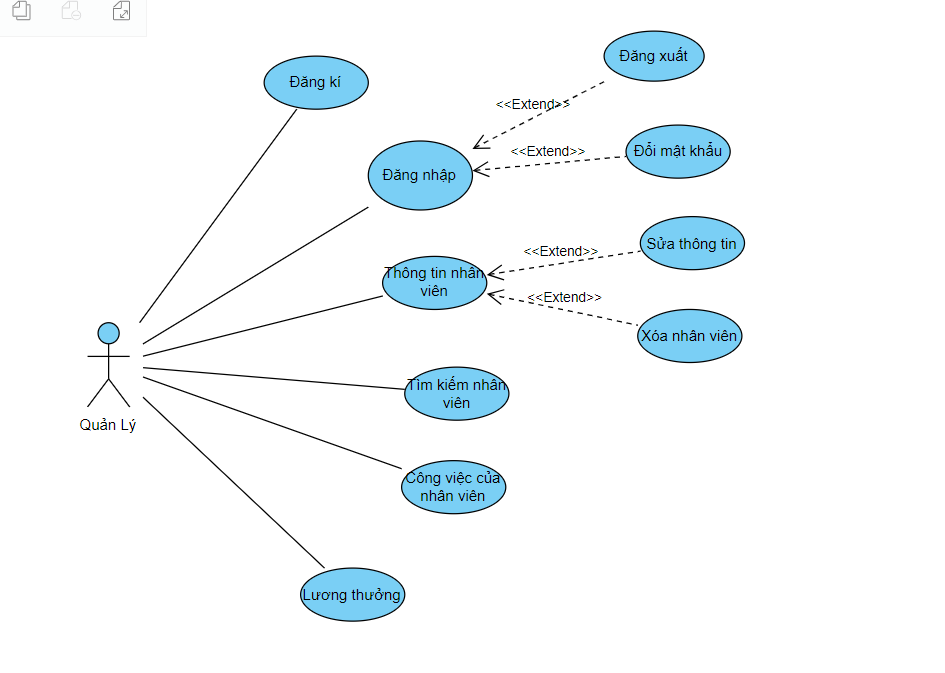 Đăng xuất
Đăng kí
<<Extend>>
Đổi mật khẩu
<<Extend>>
Đăng nhập
Sửa thông tin
<<Extend>>
Thông tin nhân
viên
<<Extend>>
Xóa nhân viên
Tìm kiếm nhân
viên
Quản Lý
Công việc của
nhân viên
Lương thưởng